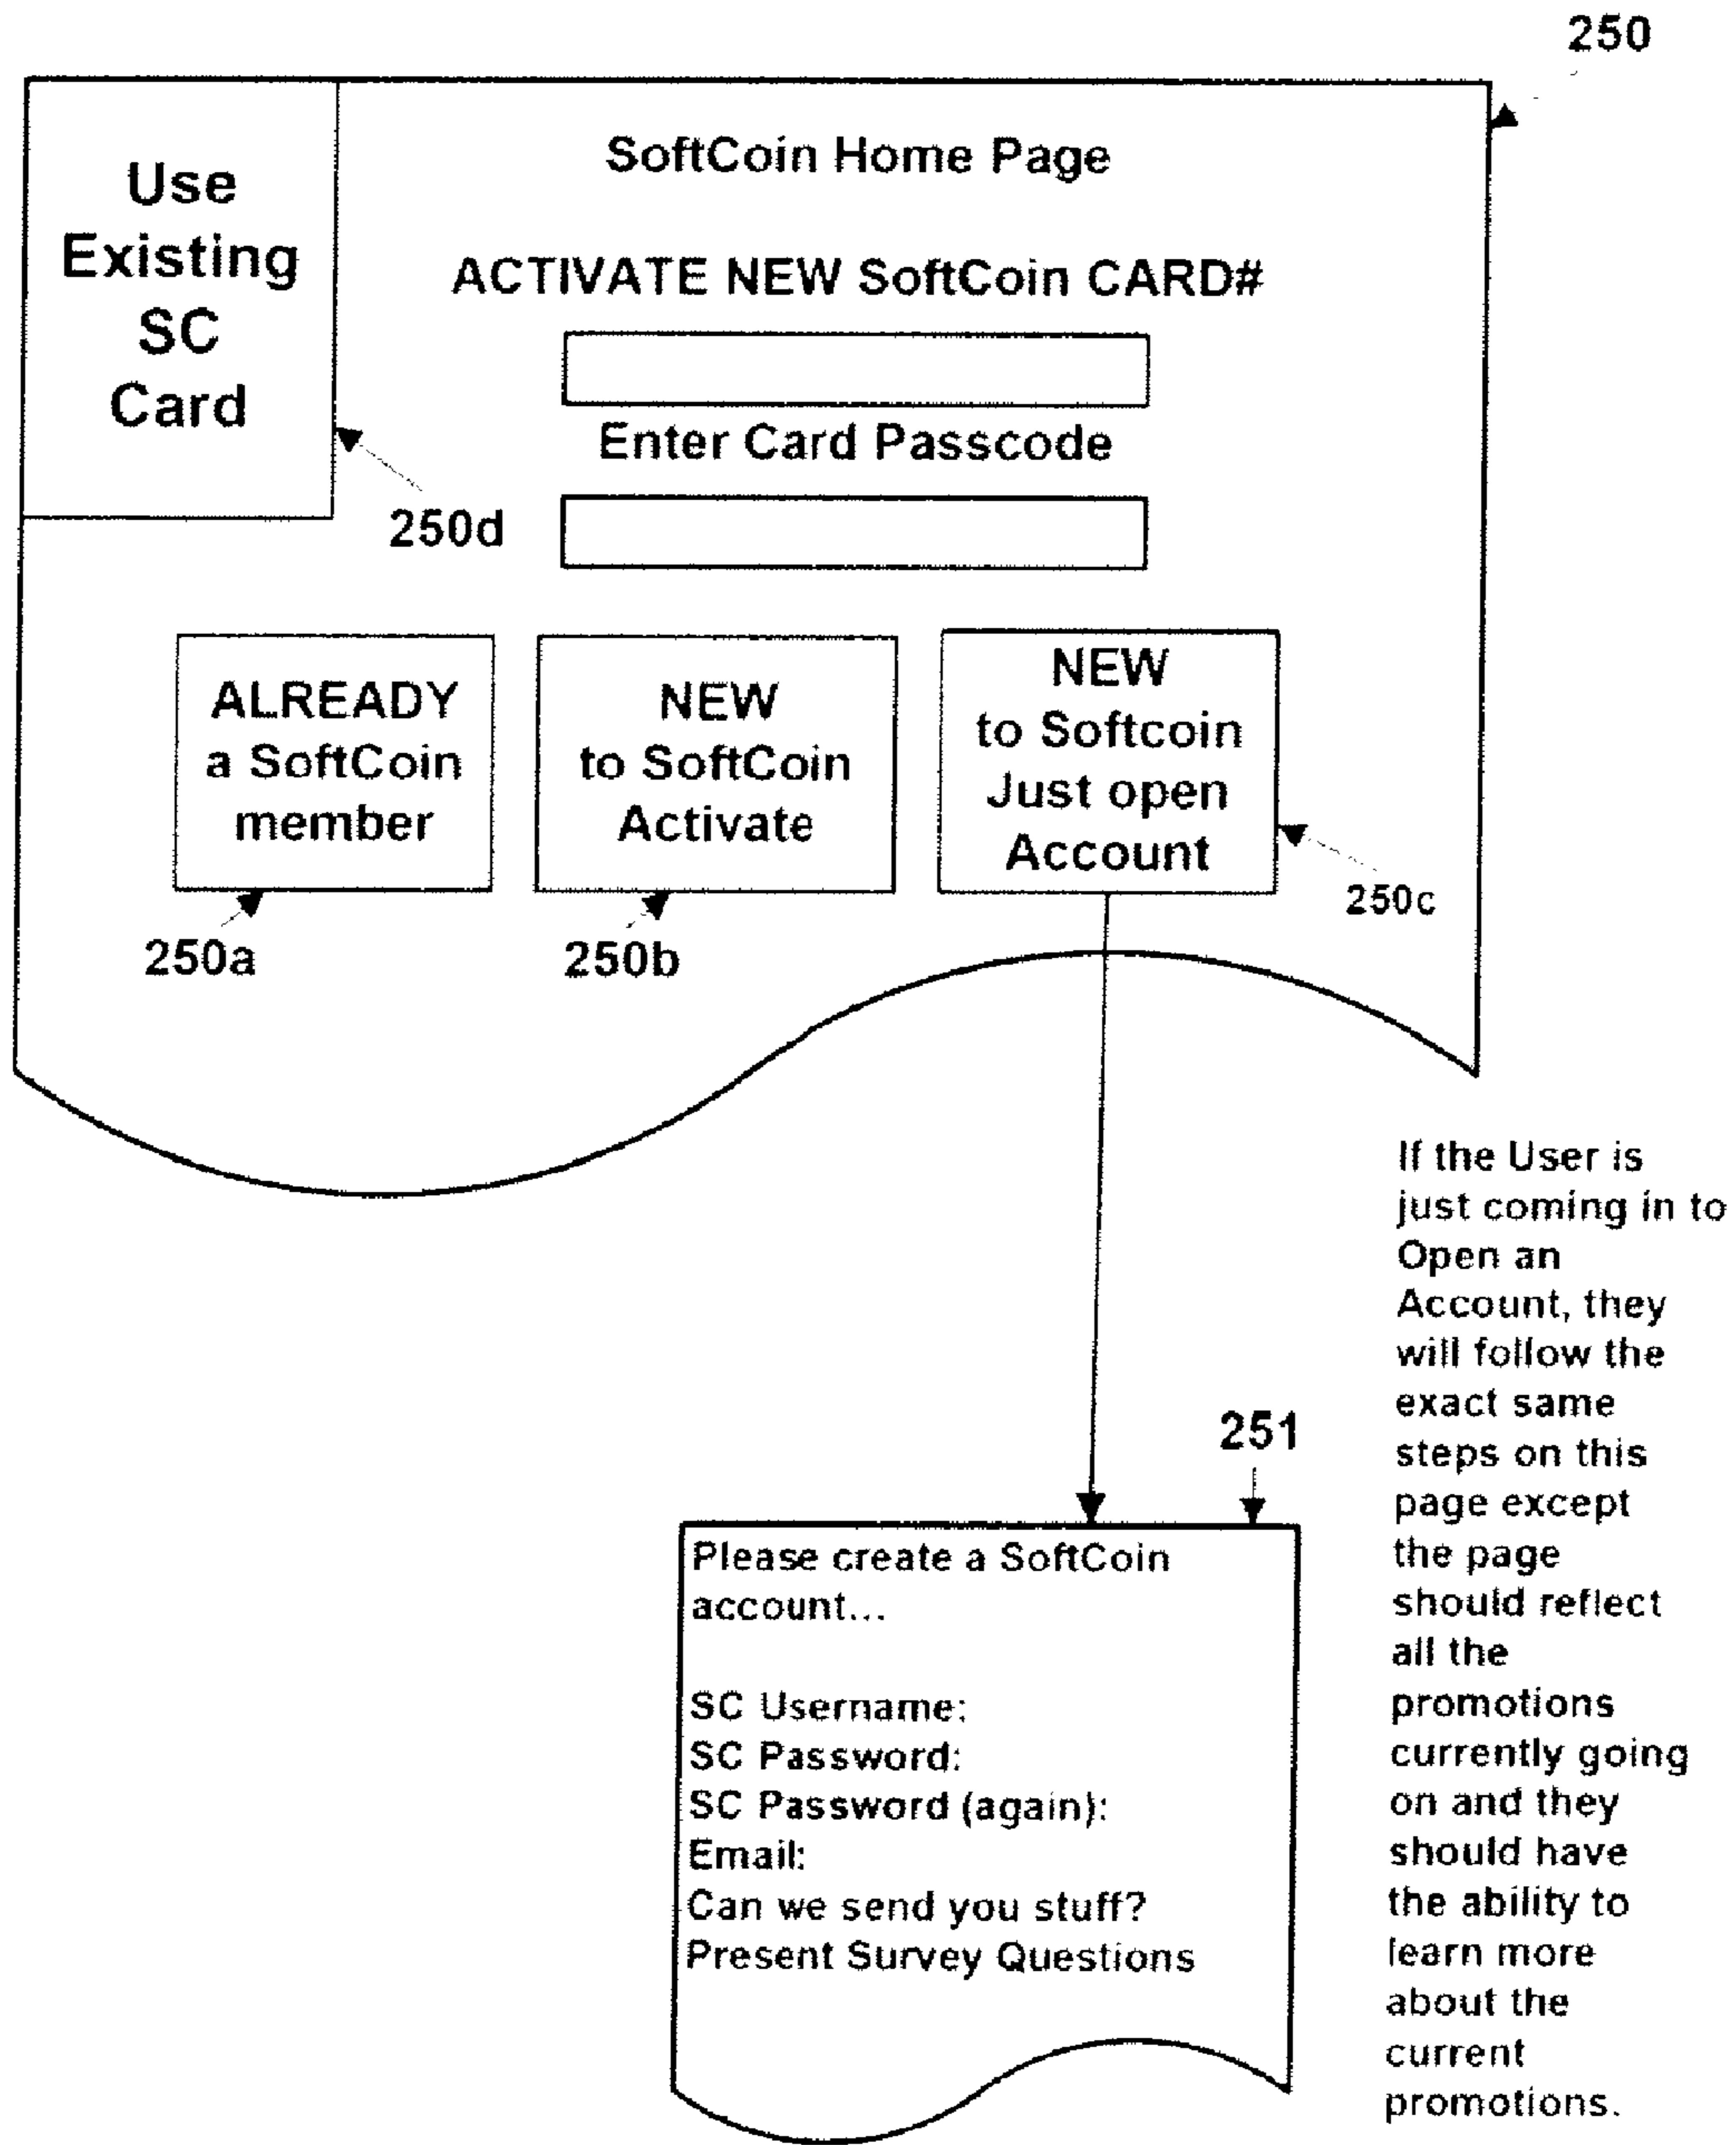 250
Use
Existing
SC
Card
250d
SoftCoin Home Page
ACTIVATE NEW SoftCoin CARD#
Enter Card Passcode
ALREADY
a SoftCoin
member
250a
NEW
to SoftCoin
Activate
250b
NEW
to Softcoin
Just open
Account
250c
251
Please create a SoftCoin
account...
SC Username:
SC Password:
SC Password (again):
Email:
Can we send you stuff?
Present Survey Questions
If the User is
just coming in to
Open an
Account, they
will follow the
exact same
steps on this
page except
the page
should reflect
all the
promotions
currently going
on and they
should have
the ability to
learn more
about the
current
promotions.